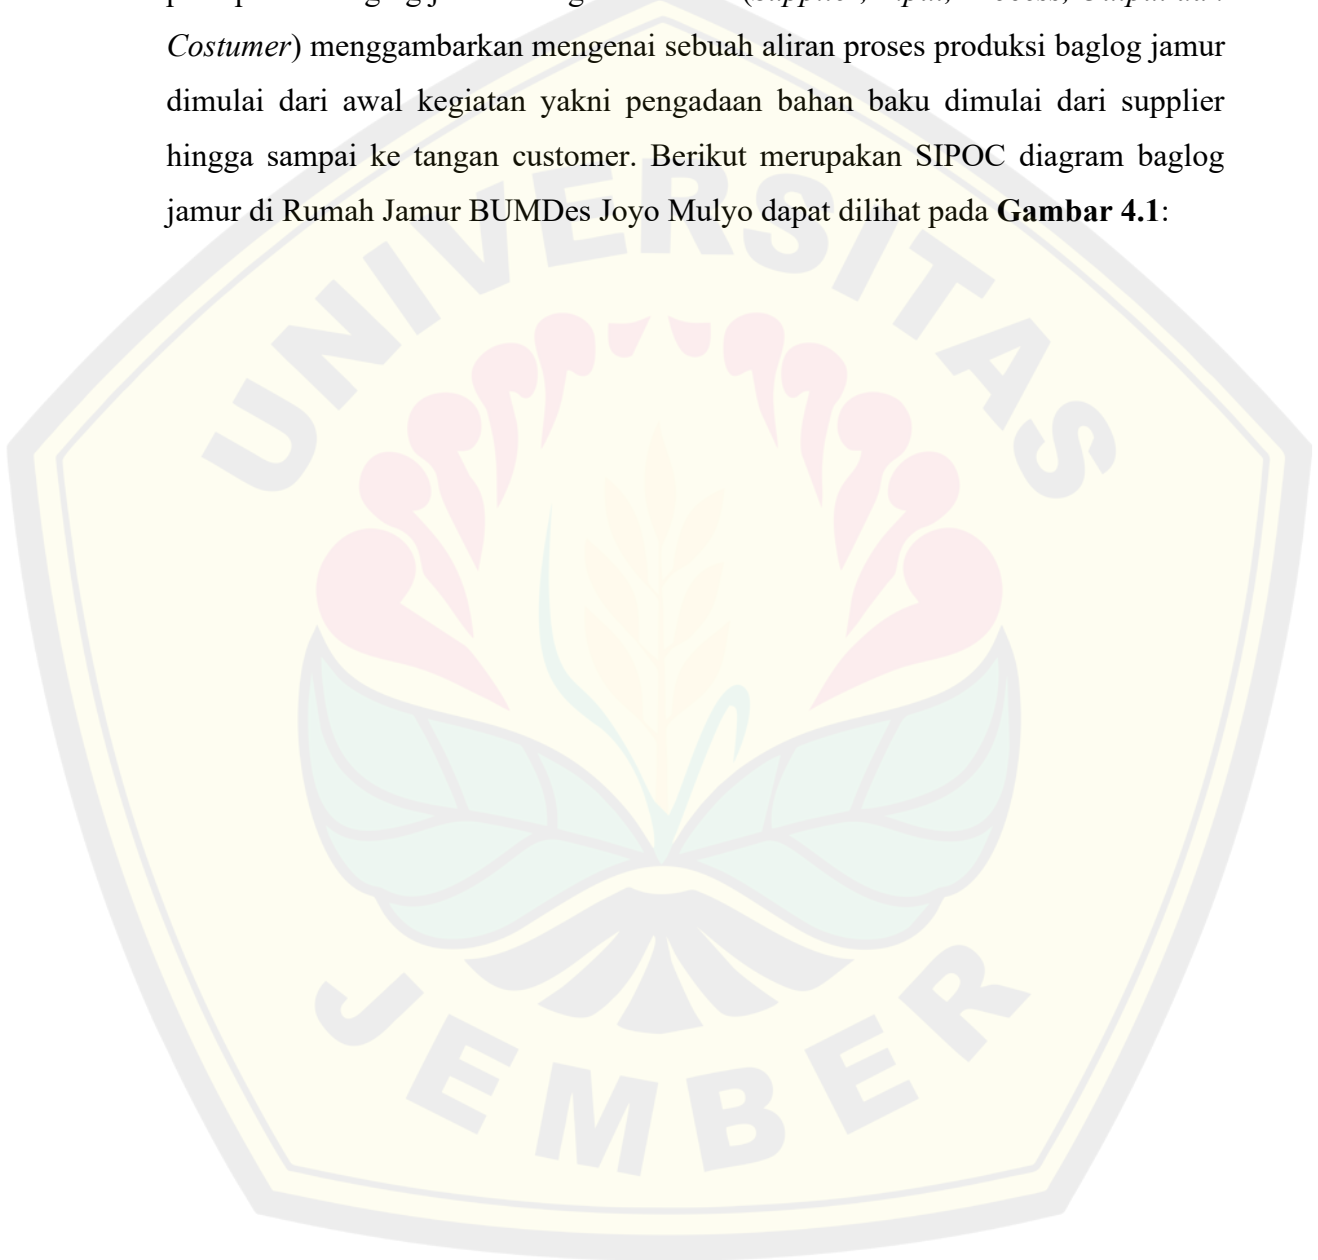 Costumer) menggambarkan mengenai sebuah aliran proses produksi baglog jamur
dimulai dari awal kegiatan yakni pengadaan bahan baku dimulai dari supplier
hingga sampai ke tangan customer. Berikut merupakan SIPOC diagram baglog
jamur di Rumah Jamur BUMDes Joyo Mulyo dapat dilihat pada Gambar 4.1:
UNIVERSITAS
JEMBER